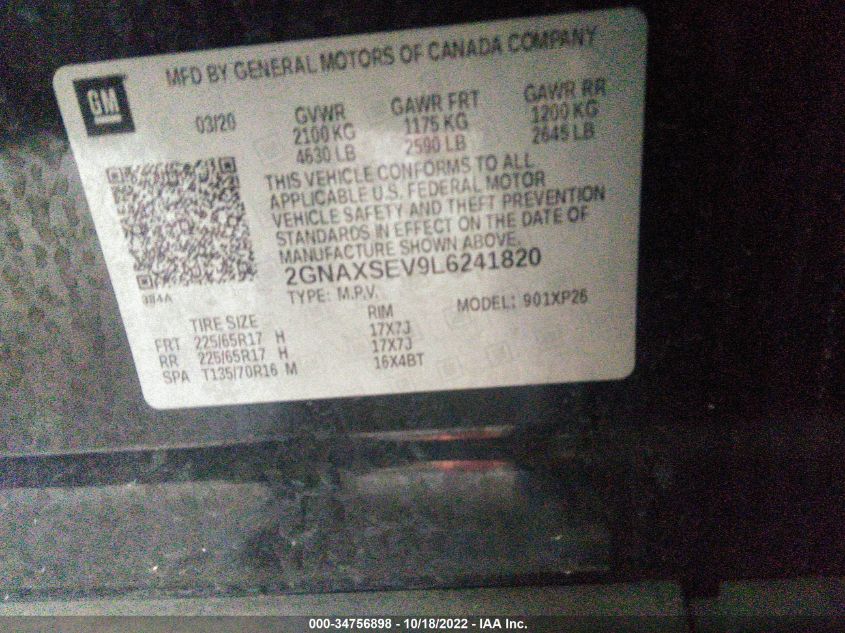 GM
MFD BY GENERAL MOTORS OF CANADA COMPANY
03/20
GVWR
2100 KG
4630 LB
GAWR FRT
1175 KG
2590 LB
GAWR RR
1200 KG
2645 LB
THIS VEHICLE CONFORMS TO ALL
APPLICABLE U.S. FEDERAL MOTOR
VEHICLE SAFETY AND THEFT PREVENTION
STANDARDS IN EFFECT ON THE DATE OF
MANUFACTURE SHOWN ABOVE.
2GNAXSEV9L6241820
TYPE: M.P.V.
MODEL: 901XP26
TIRE SIZE RIM
FRT 225/65R17 H 17X7J
RR 225/65R17 H 17X7J
SPA T135/70R16 M 16X4BT
000-34756898 - 10/18/2022 - IAA Inc.